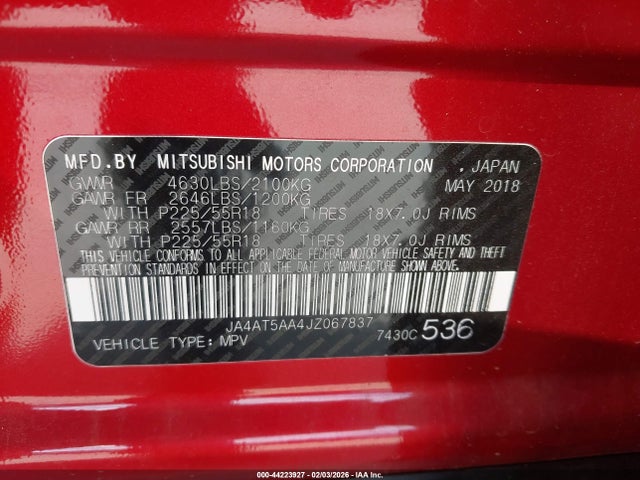 MFD.BY MITSUBISHI MOTORS CORPORATION . JAPAN
GVWR 4630LBS/2100KG MAY 2018
GAWR FR 2646LBS/1200KG
WITH P225/55R18 TIRES 18X7.0J RIMS
GAWR RR 2557LBS/1160KG
WITH P225/55R18 TIRES 18X7.0J RIMS
THIS VEHICLE CONFORMS TO ALL APPLICABLE FEDERAL MOTOR VEHICLE SAFETY AND THEFT
PREVENTION STANDARDS IN EFFECT ON THE DATE OF MANUFACTURE SHOWN ABOVE.
JA4AT5AA4JZ067837
VEHICLE TYPE: MPV 7430C 536
000-44223927 - 02/03/2026 - © IAA Inc.